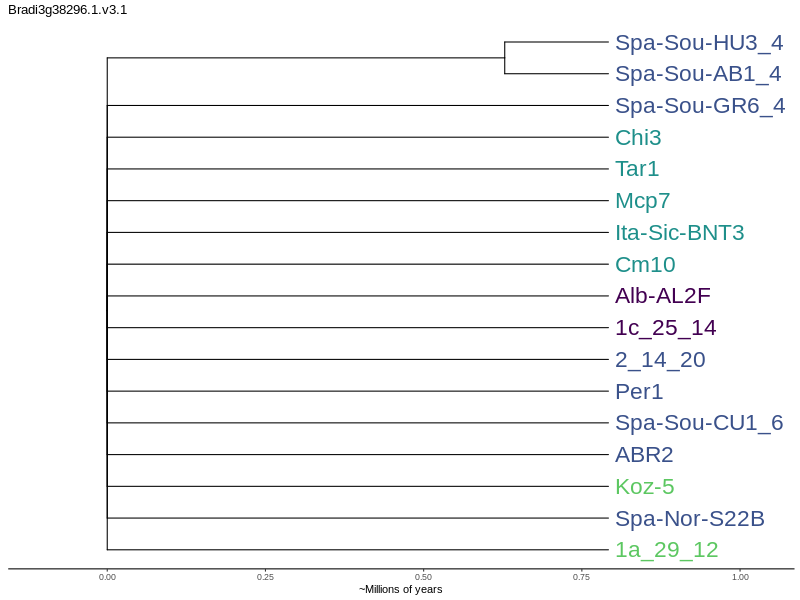 Bradi3g38296.1.v3.1
Spa-Sou-HU3_4
Spa-Sou-AB1_4
Spa-Sou-GR6_4
Chi3
Tar1
Mcp7
Ita-Sic-BNT3
Cm10
Alb-AL2F
1c_25_14
2_14_20
Per1
Spa-Sou-CU1_6
ABR2
Koz-5
Spa-Nor-S22B
1a_29_12
0.00 0.25 0.50 0.75 1.00
~Millions of years